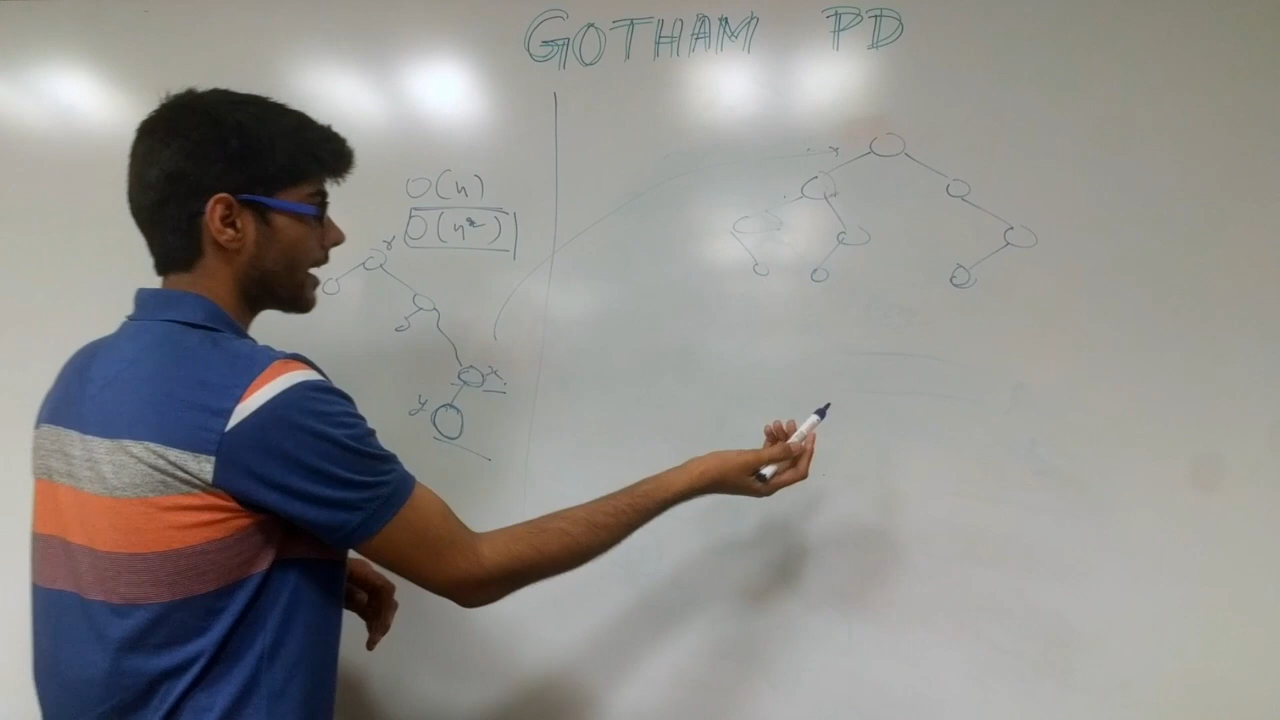 GOTHAM PD
O(n)
O(n²)
x
y